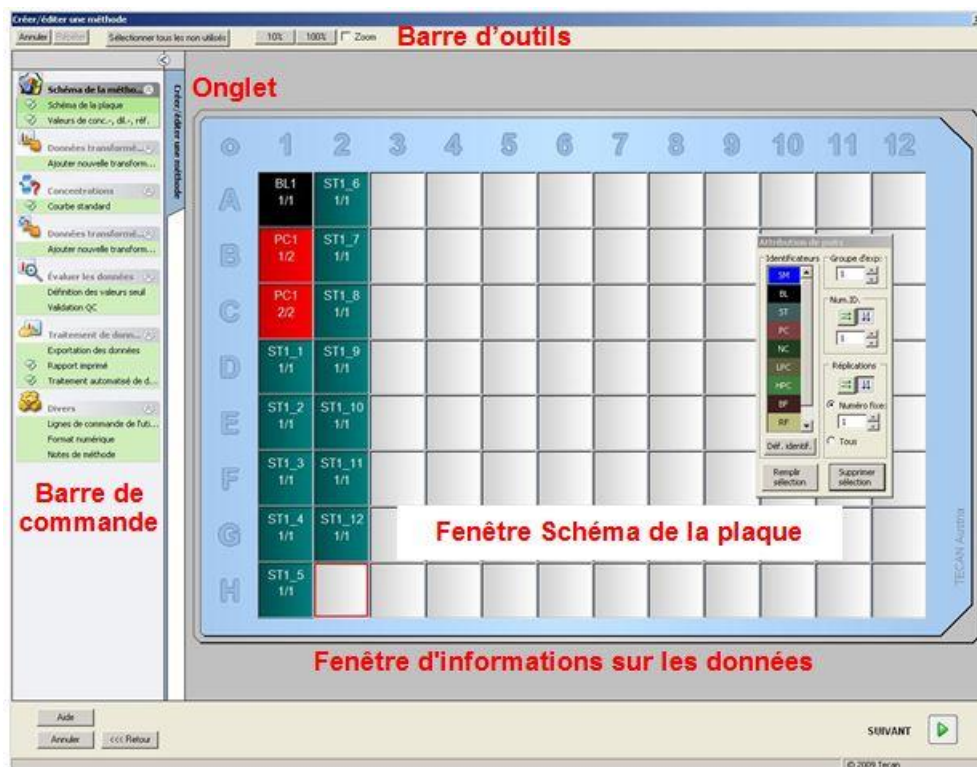 Créer/éditer une méthode
Annuler Répéter Sélectionner tous les non utilisés 10% 100% Zoom
Barre d'outils
Onglet
Créer/éditer une méthode
Schéma de la métho...
Schéma de la plaque
Valeurs de conc.-, dil.-, réf.
Données transformé...
Ajouter nouvelle transform...
Concentrations
Courbe standard
Données transformé...
Ajouter nouvelle transform...
Évaluer les données
Définition des valeurs seuil
Validation QC
Traitement de donn...
Exportation des données
Rapport imprimé
Traitement automatisé de d...
Divers
Lignes de commande de l'uti...
Format numérique
Notes de méthode
Barre de
commande
1 2 3 4 5 6 7 8 9 10 11 12
A BL1 ST1_6
1/1 1/1
B PC1 ST1_7
1/2 1/1
C PC1 ST1_8
2/2 1/1
D ST1_1 ST1_9
1/1 1/1
E ST1_2 ST1_10
1/1 1/1
F ST1_3 ST1_11
1/1 1/1
G ST1_4 ST1_12
1/1 1/1
H ST1_5
1/1
Attribution de puits
Identificateurs
SM
BL
ST
PC
NC
LPC
HPC
BF
RF
Déf. identif.
Groupe d'exp:
1
Num.ID.
1
Réplications
Numéro fixe:
1
Tous
Remplir
sélection
Supprimer
sélection
Fenêtre Schéma de la plaque
TECAN Austria
Fenêtre d'informations sur les données
Aide
Annuler <<< Retour
SUIVANT
© 2009 Tecan